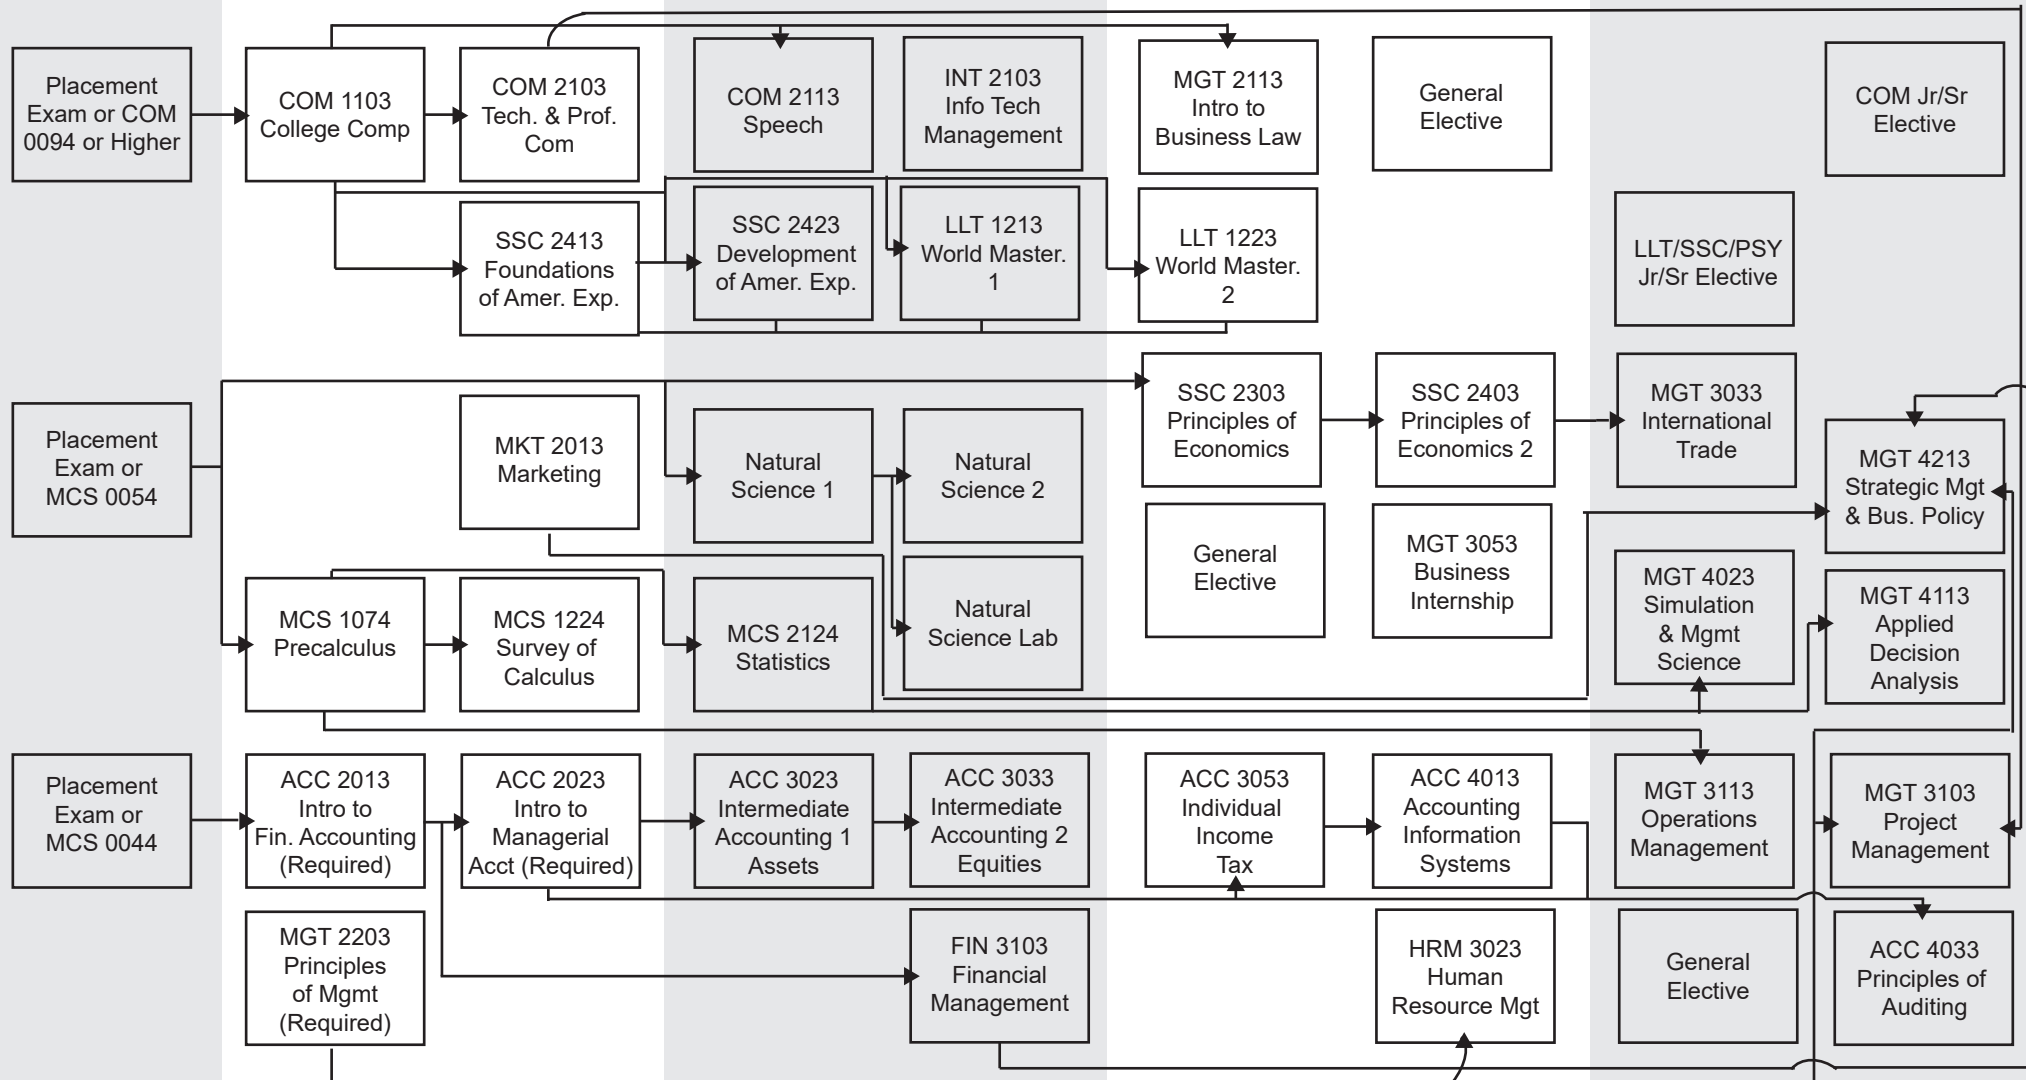 Placement
Exam or COM
0094 or Higher
COM 1103
College Comp
COM 2103
Tech. & Prof.
Com
COM 2113
Speech
INT 2103
Info Tech
Management
MGT 2113
Intro to
Business Law
General
Elective
COM Jr/Sr
Elective
SSC 2413
Foundations
of Amer. Exp.
SSC 2423
Development
of Amer. Exp.
LLT 1213
World Master.
1
LLT 1223
World Master.
2
LLT/SSC/PSY
Jr/Sr Elective
Placement
Exam or
MCS 0054
MKT 2013
Marketing
Natural
Science 1
Natural
Science 2
SSC 2303
Principles of
Economics
SSC 2403
Principles of
Economics 2
MGT 3033
International
Trade
MGT 4213
Strategic Mgt
& Bus. Policy
General
Elective
MGT 3053
Business
Internship
MCS 1074
Precalculus
MCS 1224
Survey of
Calculus
MCS 2124
Statistics
Natural
Science Lab
MGT 4023
Simulation
& Mgmt
Science
MGT 4113
Applied
Decision
Analysis
Placement
Exam or
MCS 0044
ACC 2013
Intro to
Fin. Accounting
(Required)
ACC 2023
Intro to
Managerial
Acct (Required)
ACC 3023
Intermediate
Accounting 1
Assets
ACC 3033
Intermediate
Accounting 2
Equities
ACC 3053
Individual
Income
Tax
ACC 4013
Accounting
Information
Systems
MGT 3113
Operations
Management
MGT 3103
Project
Management
MGT 2203
Principles
of Mgmt
(Required)
FIN 3103
Financial
Management
HRM 3023
Human
Resource Mgt
General
Elective
ACC 4033
Principles of
Auditing